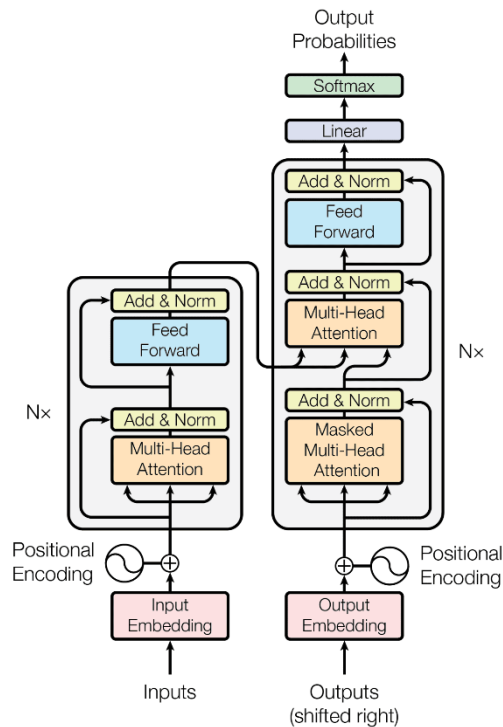 Output
Probabilities
Softmax
Linear
Add & Norm
Feed
Forward
Add & Norm
Multi-Head
Attention
Nx
Add & Norm
Masked
Multi-Head
Attention
Add & Norm
Feed
Forward
Nx
Add & Norm
Multi-Head
Attention
Positional
Encoding
Positional
Encoding
Input
Embedding
Output
Embedding
Inputs
Outputs
(shifted right)